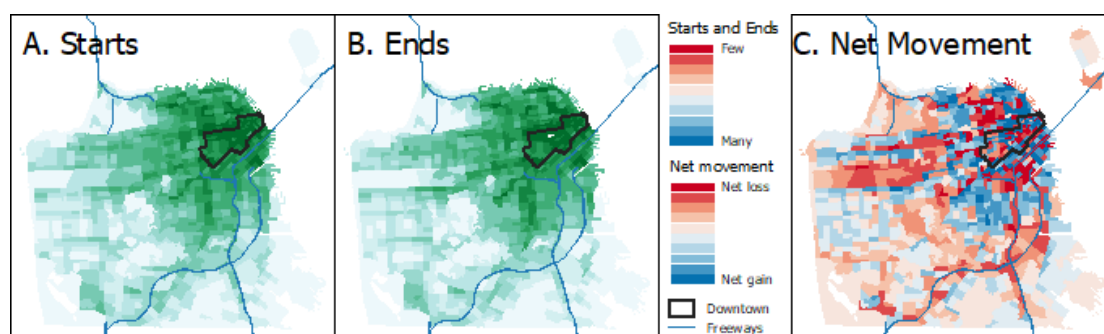 A. Starts
B. Ends
Starts and Ends
Few
Many
Net movement
Net loss
Net gain
Downtown
Freeways
C. Net Movement